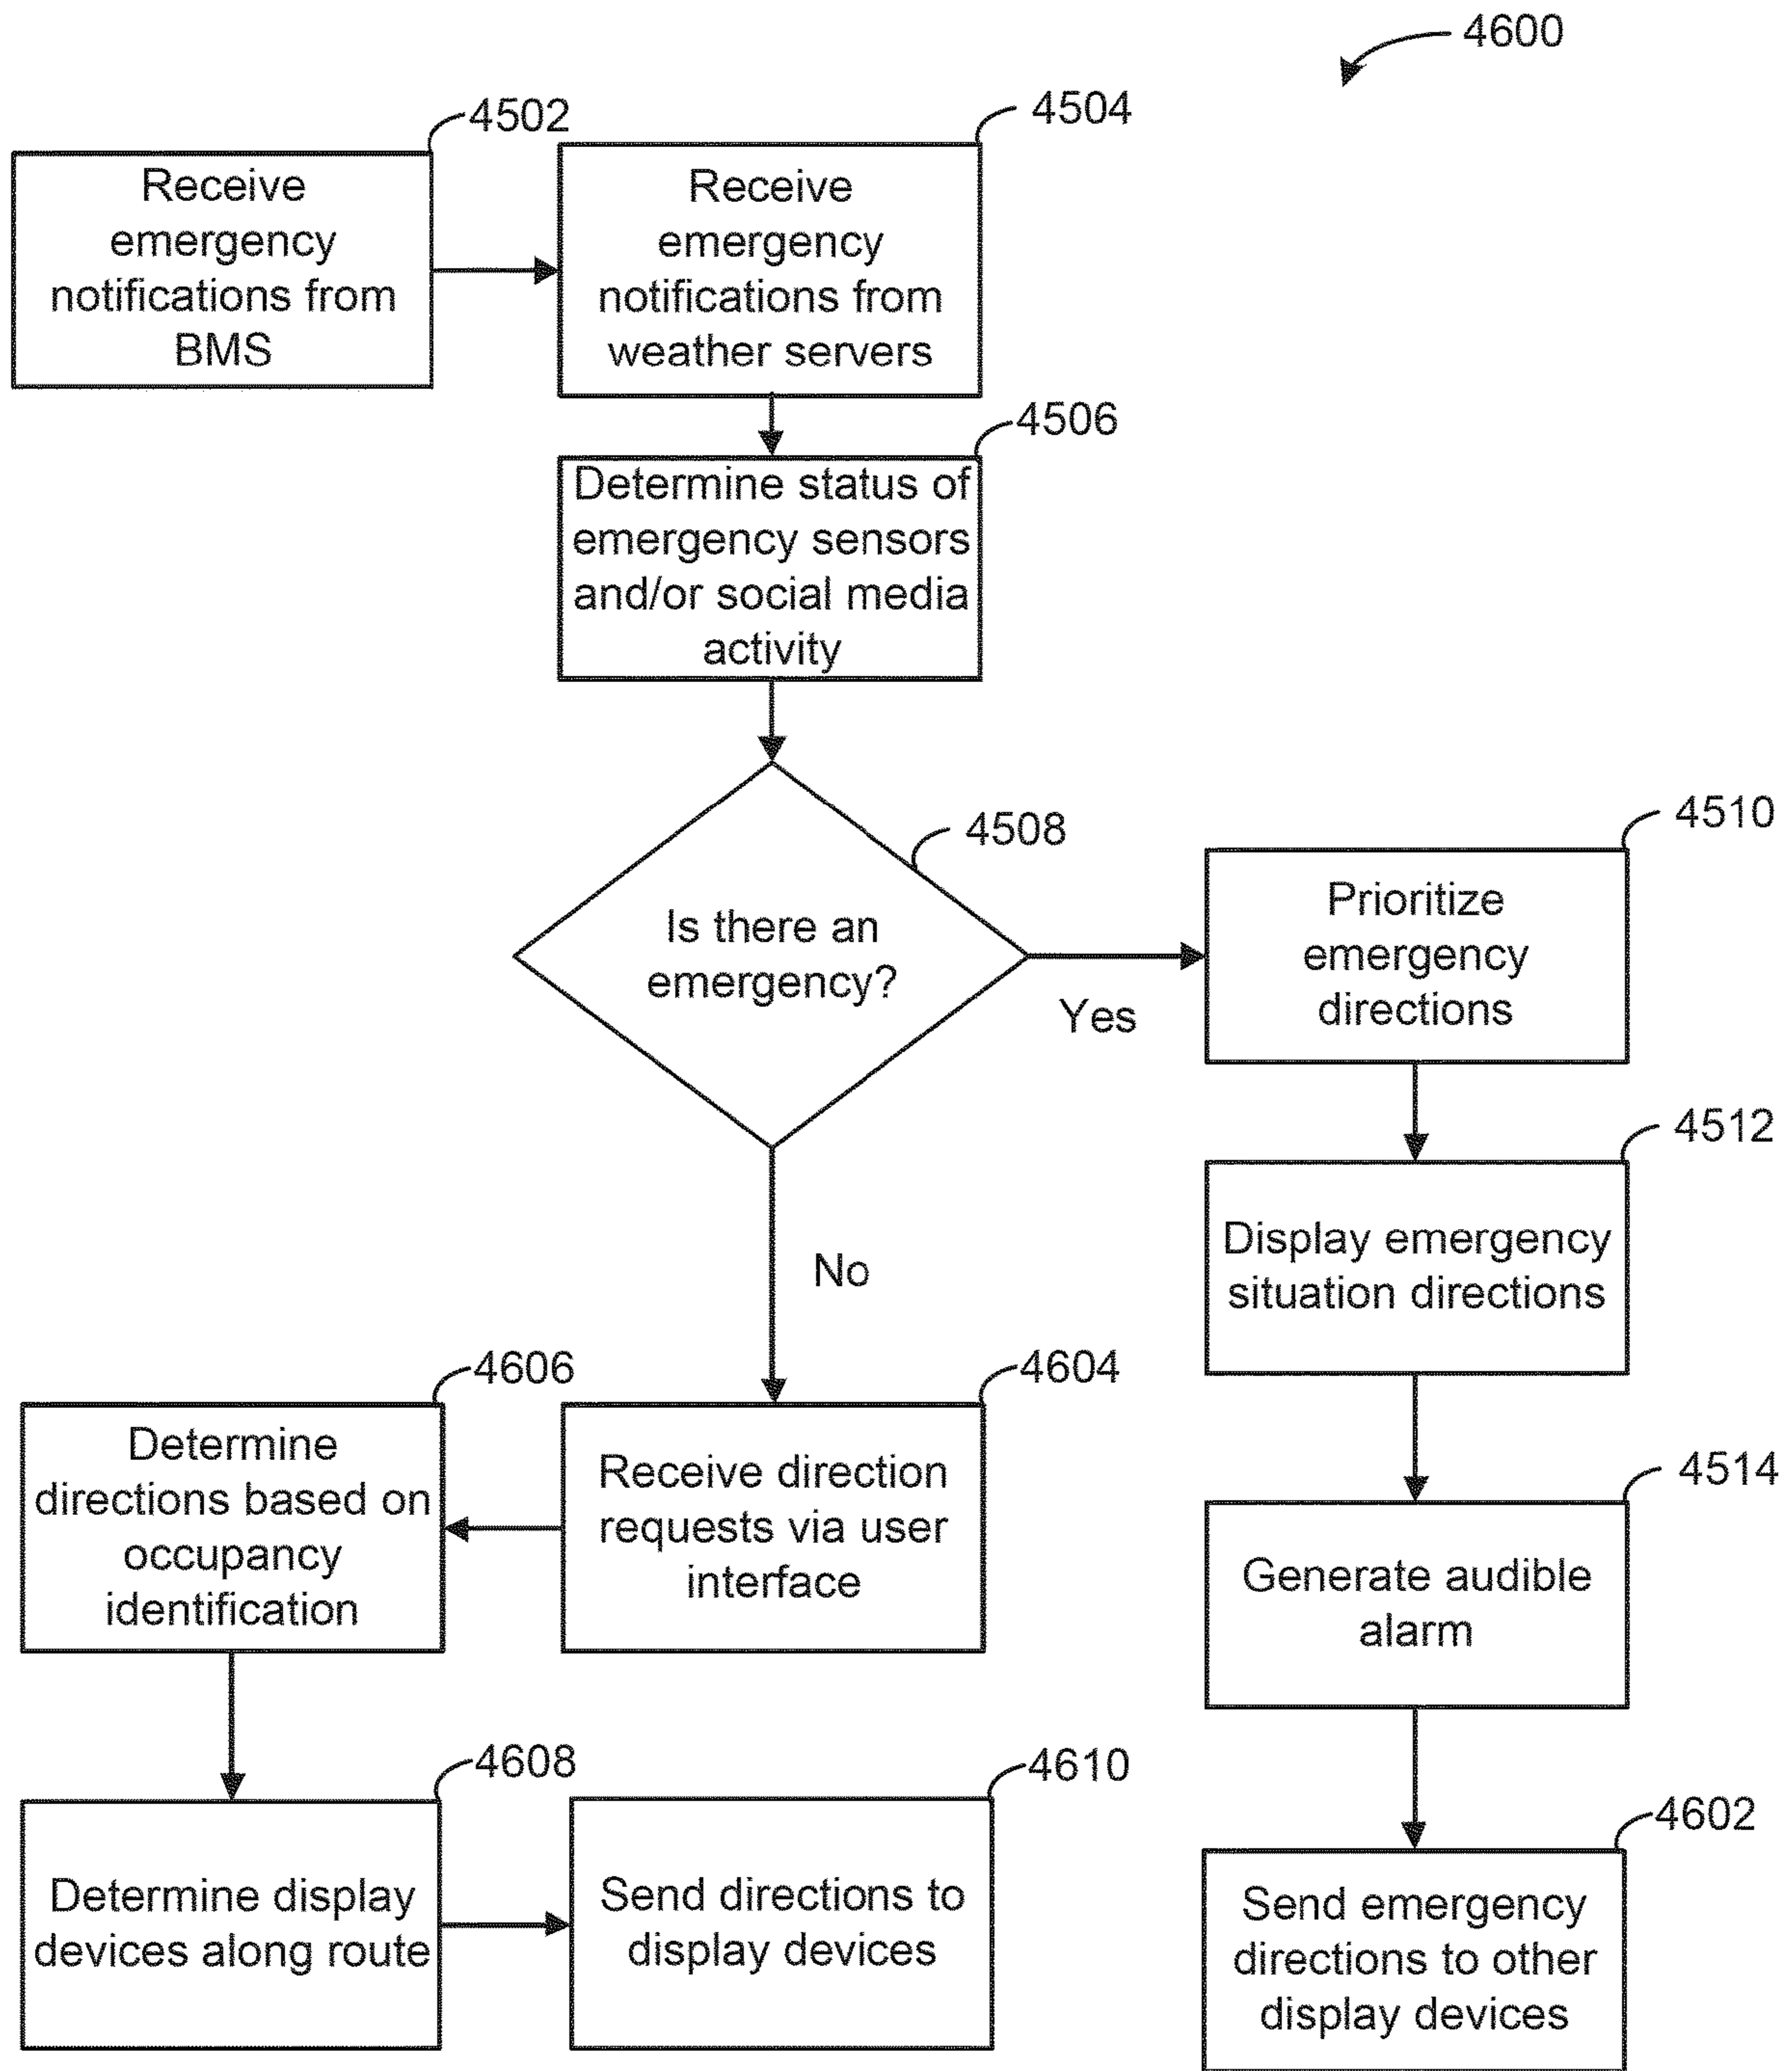 4600
4502
Receive
emergency
notifications from
BMS
4504
Receive
emergency
notifications from
weather servers
4506
Determine status of
emergency sensors
and/or social media
activity
4508
Is there an
emergency?
Yes
4510
Prioritize
emergency
directions
4512
Display emergency
situation directions
4514
Generate audible
alarm
4602
Send emergency
directions to other
display devices
No
4604
Receive direction
requests via user
interface
4606
Determine
directions based on
occupancy
identification
4608
Determine display
devices along route
4610
Send directions to
display devices